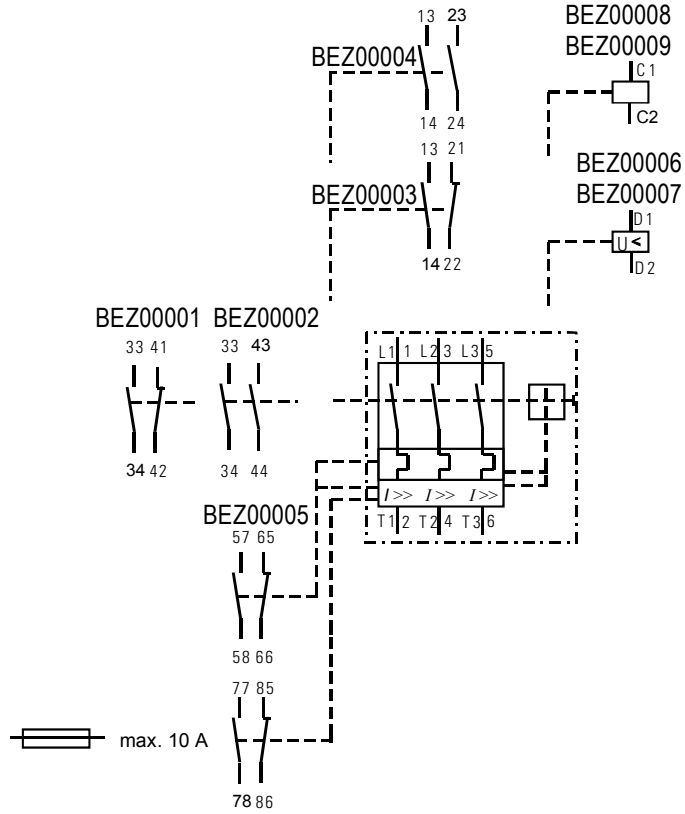 13 23
BEZ00004
14 24
BEZ00008
BEZ00009
C1
C2
13 21
BEZ00003
14 22
BEZ00006
BEZ00007
D1
U<
D2
BEZ00001 BEZ00002
33 41 33 43
34 42 34 44
L1 1 L2 3 L3 5
I>> I>> I>>
T1 2 T2 4 T3 6
BEZ00005
57 65
58 66
77 85
max. 10 A
78 86